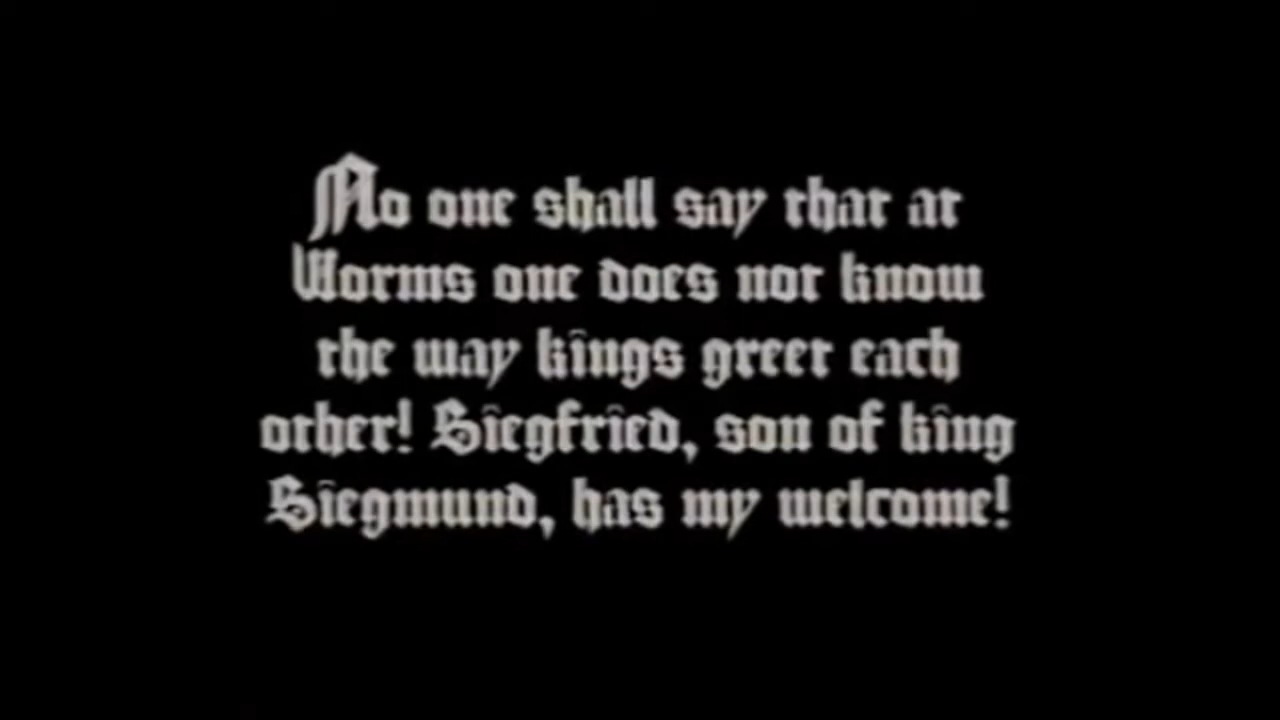 No one shall say that at
Worms one does not know
the way kings greet each
other! Siegfried, son of king
Siegmund, has my welcome!